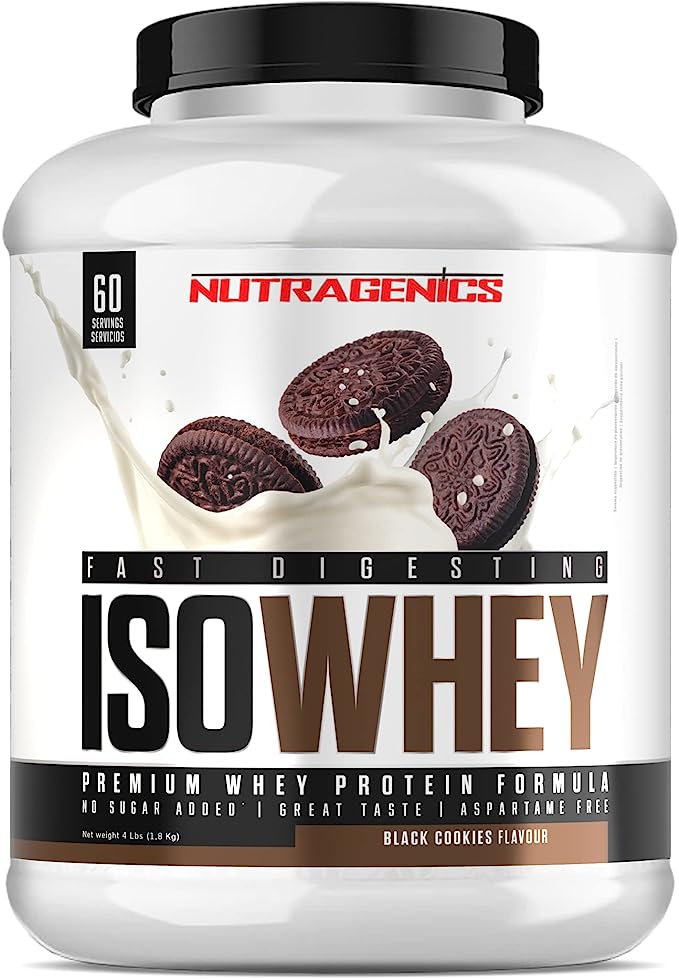 60
SERVINGS
SERVICIOS
NUTRAGENICS
FAST DIGESTING
ISOWHEY
PREMIUM WHEY PROTEIN FORMULA
NO SUGAR ADDED* | GREAT TASTE | ASPARTAME FREE
Net weight 4 Lbs (1,8 Kg)
BLACK COOKIES FLAVOUR